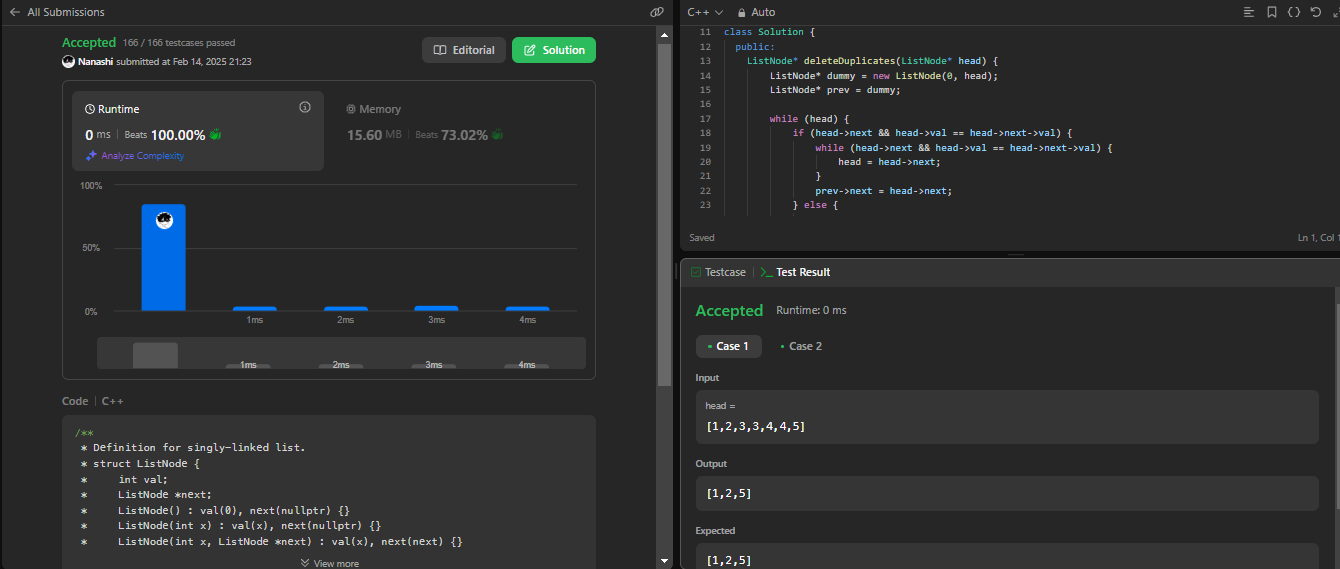 All Submissions
Accepted 166 / 166 testcases passed
Nanashi submitted at Feb 14, 2025 21:23
Editorial
Solution
Runtime
0 ms | Beats 100.00%
Analyze Complexity
Memory
15.60 MB | Beats 73.02%
100%
50%
0%
1ms 2ms 3ms 4ms
1ms 2ms 3ms 4ms
Code | C++
/**
 * Definition for singly-linked list.
 * struct ListNode {
 *     int val;
 *     ListNode *next;
 *     ListNode() : val(0), next(nullptr) {}
 *     ListNode(int x) : val(x), next(nullptr) {}
 *     ListNode(int x, ListNode *next) : val(x), next(next) {}
View more
C++ Auto
11 class Solution {
12   public:
13     ListNode* deleteDuplicates(ListNode* head) {
14         ListNode* dummy = new ListNode(0, head);
15         ListNode* prev = dummy;
16
17         while (head) {
18             if (head->next && head->val == head->next->val) {
19                 while (head->next && head->val == head->next->val) {
20                     head = head->next;
21                 }
22                 prev->next = head->next;
23             } else {
Saved
Ln 1, Col 1
Testcase | >_ Test Result
Accepted Runtime: 0 ms
• Case 1 • Case 2
Input
head =
[1,2,3,3,4,4,5]
Output
[1,2,5]
Expected
[1,2,5]